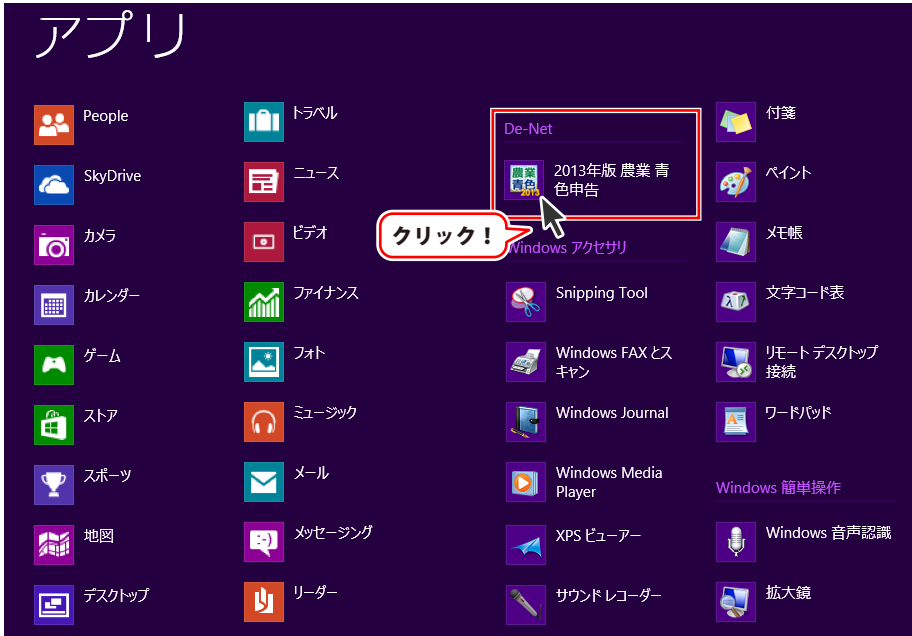 アプリ
People
SkyDrive
カメラ
カレンダー
ゲーム
ストア
スポーツ
地図
デスクトップ
トラベル
ニュース
ビデオ
ファイナンス
フォト
ミュージック
メール
メッセージング
リーダー
De-Net
農業
青色
2013
2013年版 農業 青
色申告
クリック！
Windows アクセサリ
Snipping Tool
Windows FAX とス
キャン
Windows Journal
Windows Media
Player
XPS ビューアー
サウンド レコーダー
付箋
ペイント
メモ帳
文字コード表
リモート デスクトップ
接続
ワードパッド
Windows 簡単操作
Windows 音声認識
拡大鏡